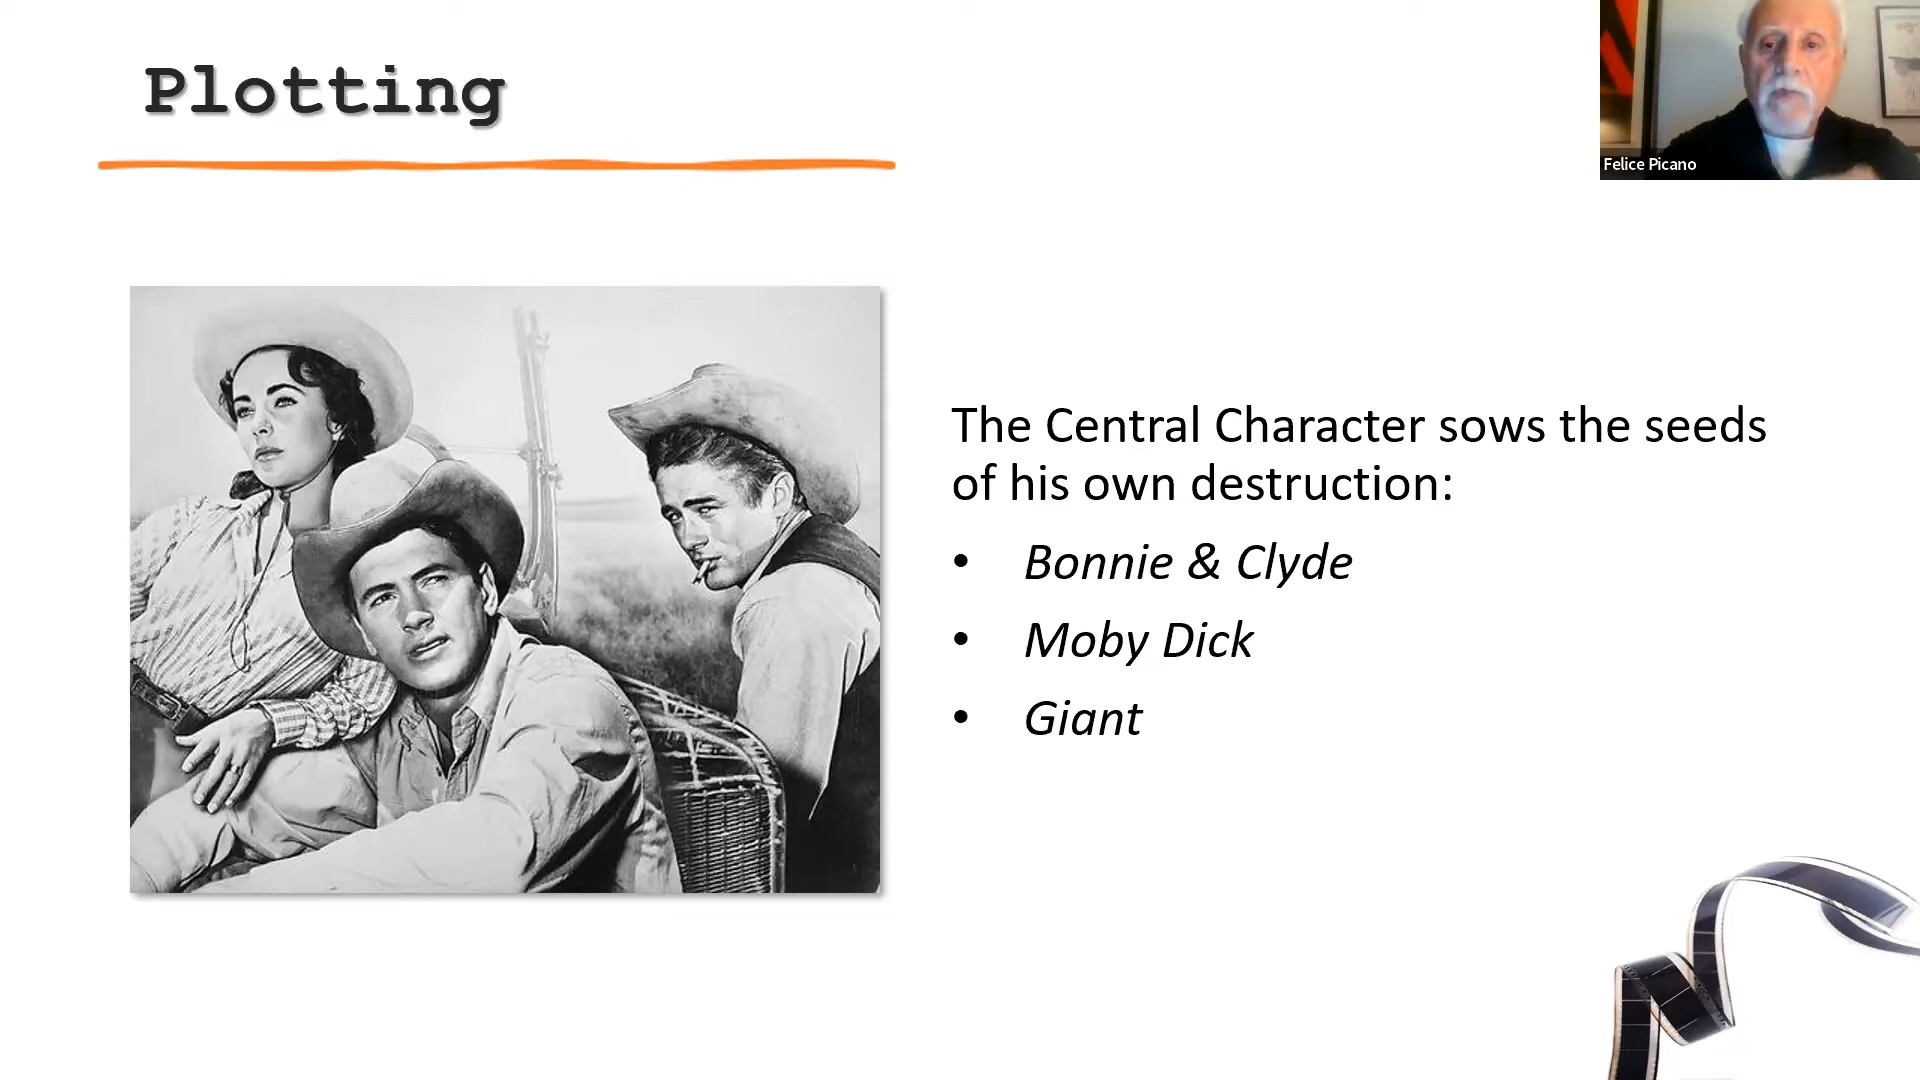 Plotting
Felice Picano
The Central Character sows the seeds
of his own destruction:
• Bonnie & Clyde
• Moby Dick
• Giant